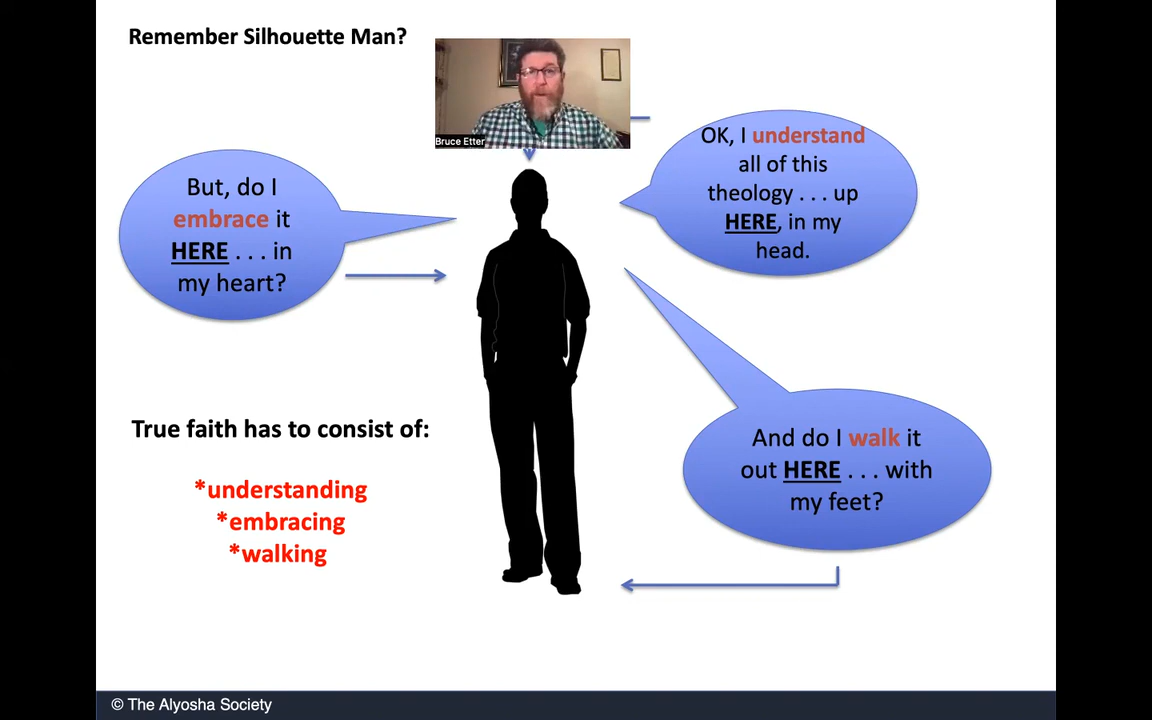 Remember Silhouette Man?
Bruce Etter
OK, I understand
all of this
theology . . . up
HERE, in my
head.
But, do I
embrace it
HERE . . . in
my heart?
And do I walk it
out HERE . . . with
my feet?
True faith has to consist of:
*understanding
*embracing
*walking
© The Alyosha Society